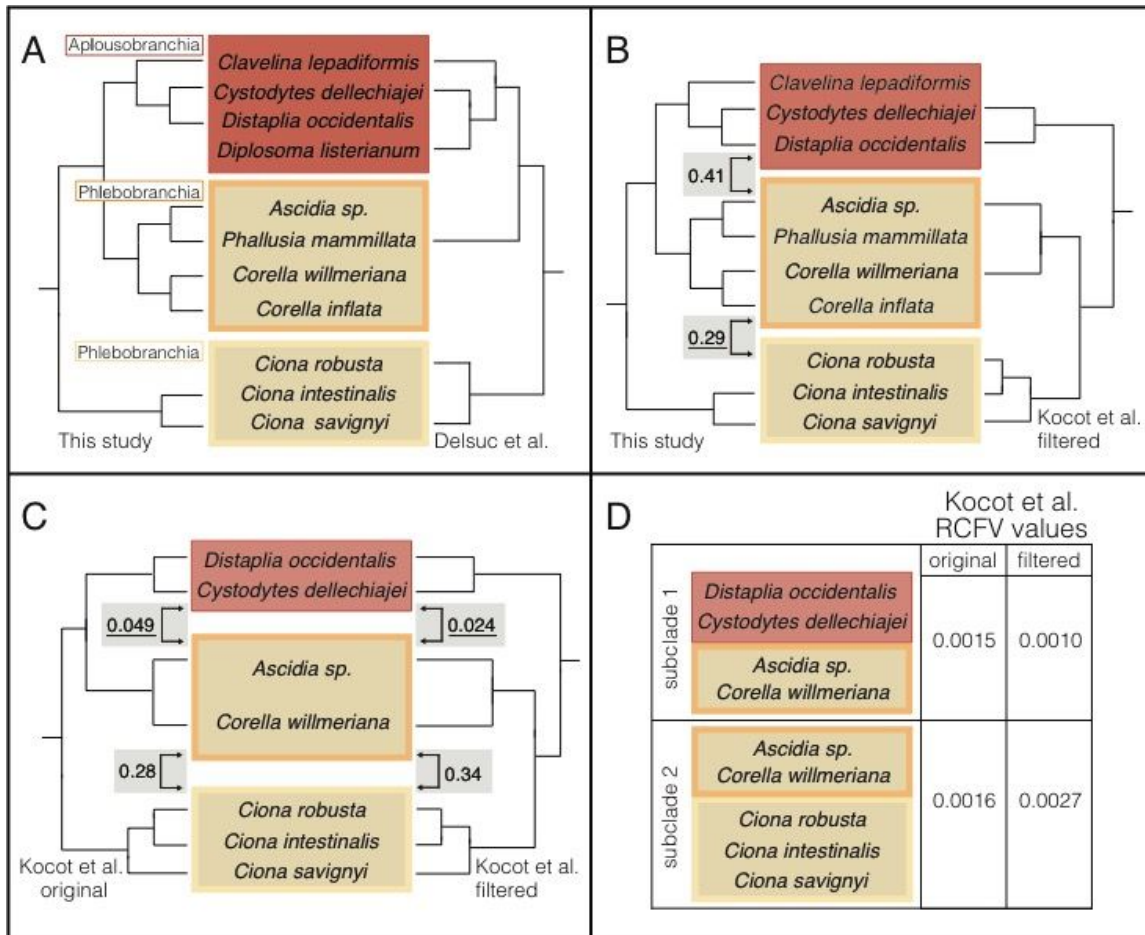 A
Aplousobranchia
Clavelina lepadiformis
Cystodytes dellechiajei
Distaplia occidentalis
Diplosoma listerianum
Phlebobranchia
Ascidia sp.
Phallusia mammillata
Corella willmeriana
Corella inflata
Phlebobranchia
Ciona robusta
Ciona intestinalis
Ciona savignyi
This study
Delsuc et al.
B
Clavelina lepadiformis
Cystodytes dellechiajei
Distaplia occidentalis
0.41
Ascidia sp.
Phallusia mammillata
Corella willmeriana
Corella inflata
0.29
Ciona robusta
Ciona intestinalis
Ciona savignyi
This study
Kocot et al.
filtered
C
Distaplia occidentalis
Cystodytes dellechiajei
0.049
0.024
Ascidia sp.
Corella willmeriana
0.28
0.34
Ciona robusta
Ciona intestinalis
Ciona savignyi
Kocot et al.
original
Kocot et al.
filtered
D
Kocot et al.
RCFV values
original filtered
subclade 1
Distaplia occidentalis
Cystodytes dellechiajei
Ascidia sp.
Corella willmeriana
0.0015 0.0010
subclade 2
Ascidia sp.
Corella willmeriana
Ciona robusta
Ciona intestinalis
Ciona savignyi
0.0016 0.0027